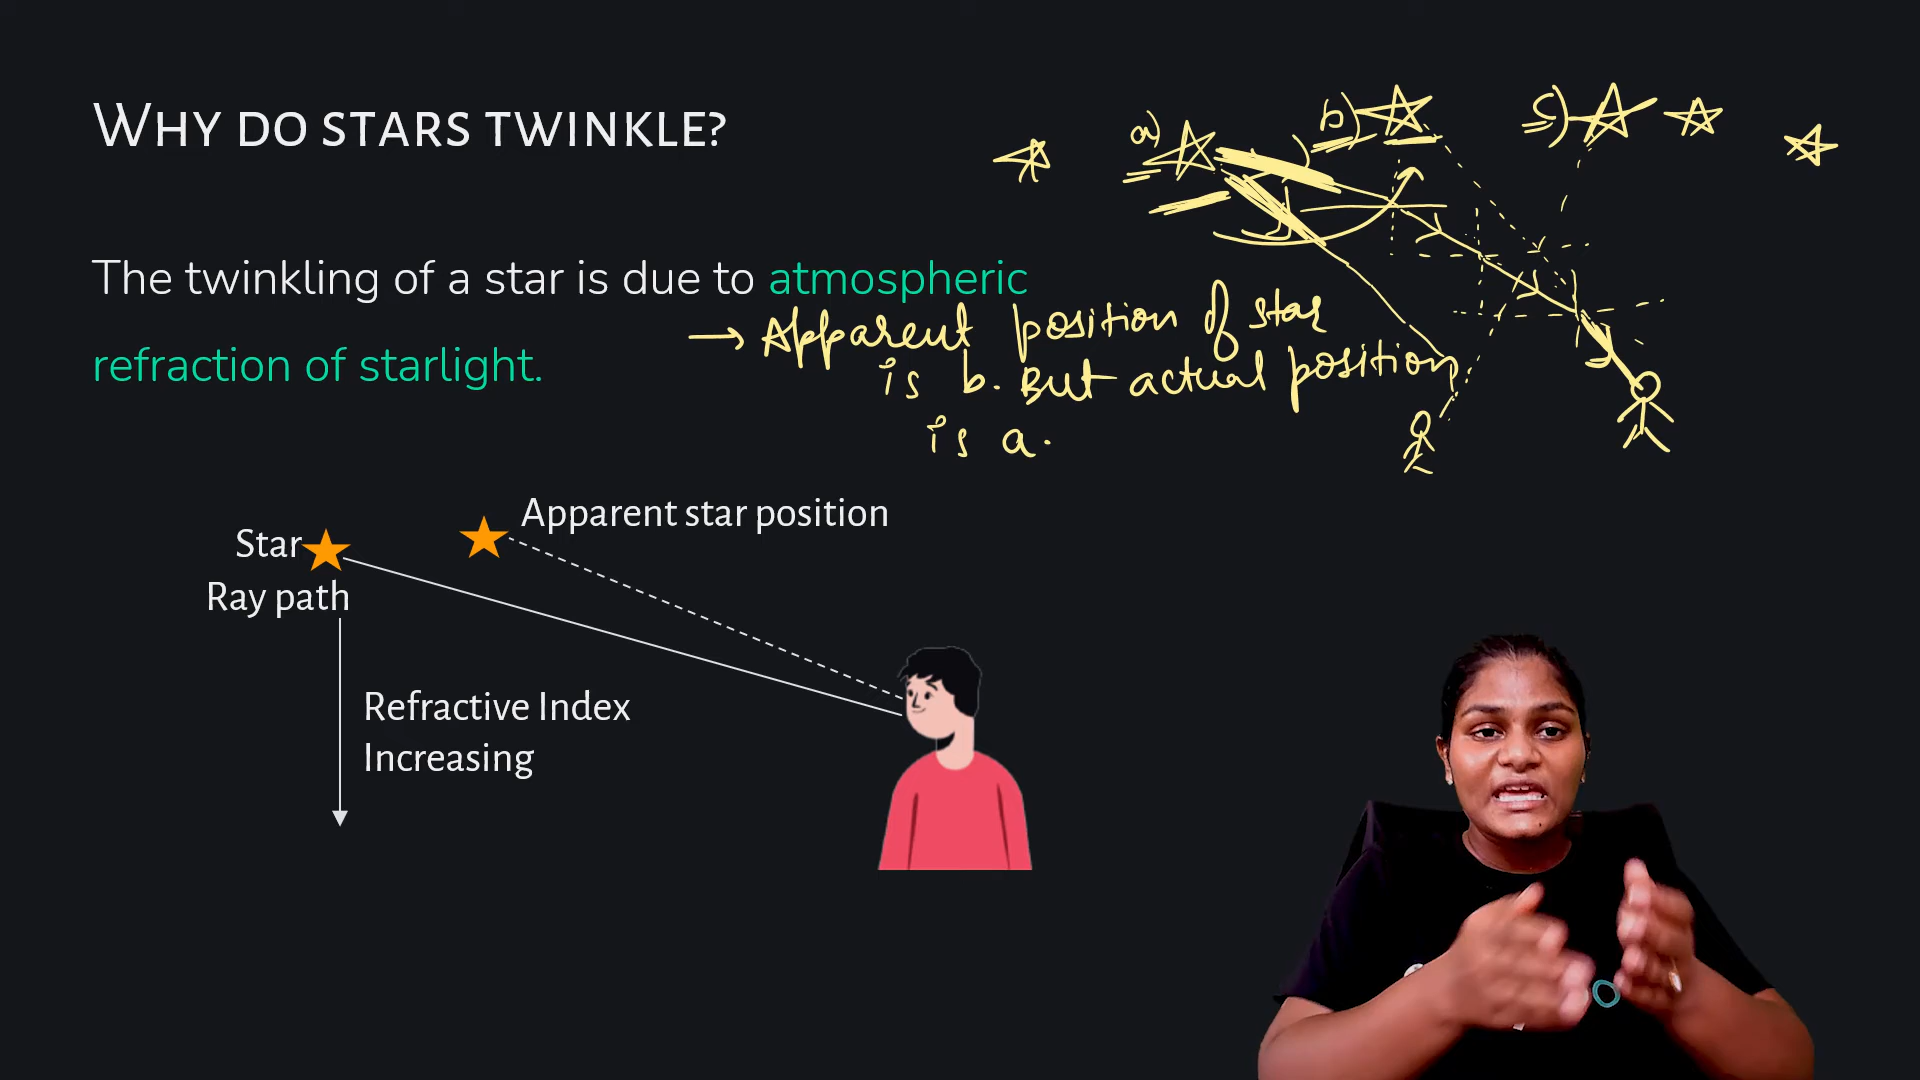 WHY DO STARS TWINKLE?
a)
b)
c)
The twinkling of a star is due to atmospheric
refraction of starlight.
→ Apparent position of star
is b. But actual position
is a.
Apparent star position
Star
Ray path
Refractive Index
Increasing